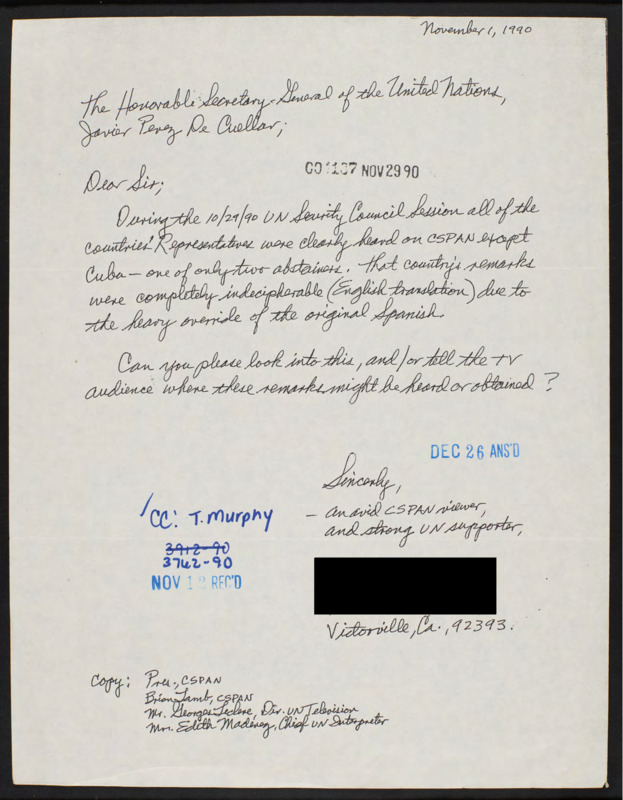 November 1, 1990
The Honorable Secretary-General of the United Nations,
Javier Perez De Cuellar;
NOV 29 90
Dear Sir;
During the 10/29/90 UN Security Council Session all of the
countries' Representatives were clearly heard on CSPAN except
Cuba — one of only two abstainers. That country's remarks
were completely indecipherable (English translation) due to
the heavy override of the original Spanish.
Can you please look into this, and/or tell the TV
audience where these remarks might be heard or obtained?
DEC 26 ANS'D
Sincerely,
— an avid CSPAN viewer,
and strong UN supporter,
CC: T. Murphy
3912-90
3742-90
NOV 12 REC'D
Victorville, Ca., 92393.
Copy: Pres., CSPAN
Brian Lamb, CSPAN
Mr. Georges Leclere, Dir. UN Television
Mrs. Edith, Chief UN Interpreter